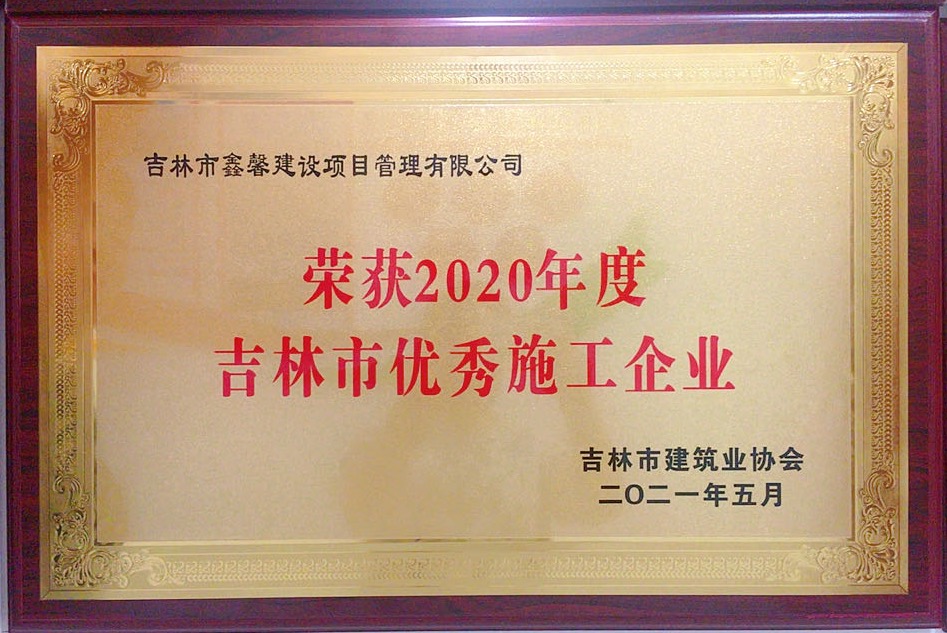 吉林市鑫馨建设项目管理有限公司
荣获2020年度
吉林市优秀施工企业
吉林市建筑业协会
二〇二一年五月